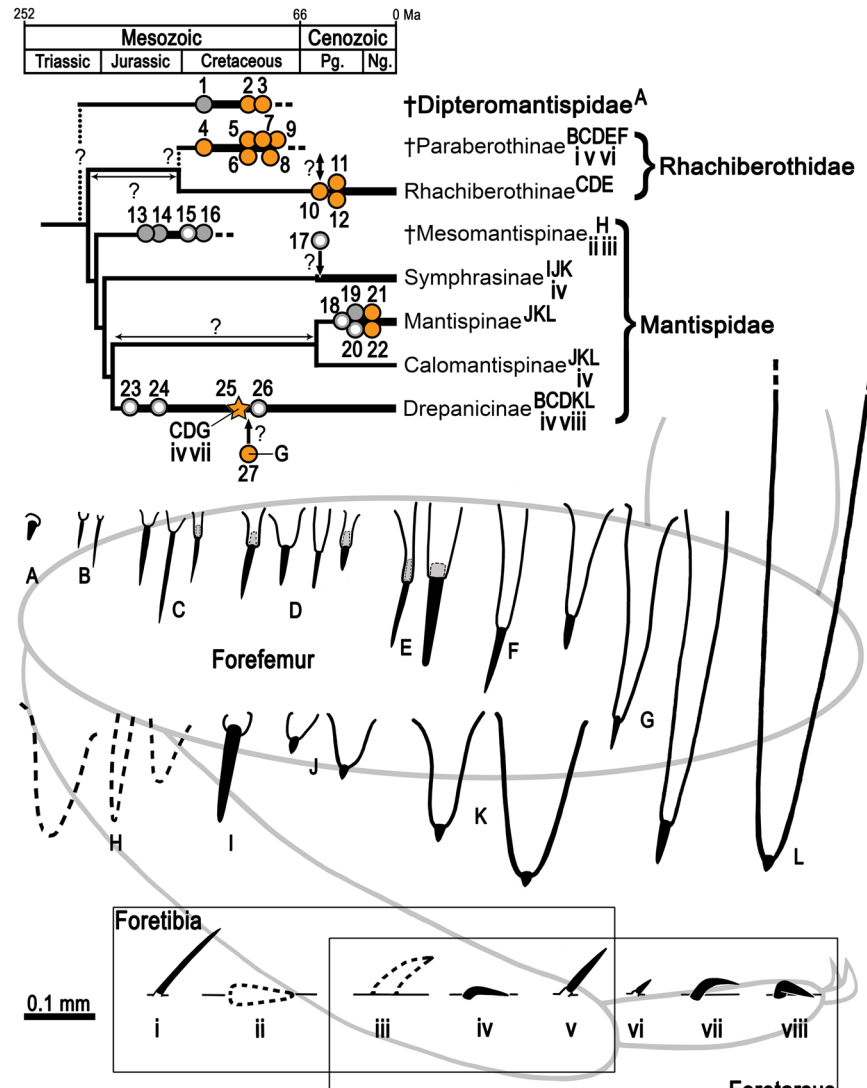 252 66 0 Ma
Mesozoic Cenozoic
Triassic Jurassic Cretaceous Pg. Ng.
1 2 3
†Dipteromantispidae A
4 5 7 9
6 8
†Paraberothinae BCDEF
i v vi
Rhachiberothidae
? ? ?
11
10 12
Rhachiberothinae CDE
13 14 15 16
17
?
†Mesomantispinae H
ii iii
Symphrasinae IJK
iv
Mantispidae
?
18 19 21
20 22
Mantispinae JKL
Calomantispinae JKL
iv
23 24 25 26
Drepanicinae BCDKL
iv viii
CDG
iv vii
?
27
G
A B C D E F G
Forefemur
H I J K L
Foretibia
0.1 mm
i ii iii iv v vi vii viii